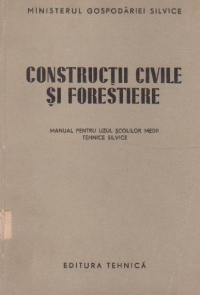 MINISTERUL GOSPODĂRIEI SILVICE
CONSTRUCȚII CIVILE
ȘI FORESTIERE
MANUAL PENTRU UZUL ȘCOLILOR MEDII
TEHNICE SILVICE
EDITURA TEHNICĂ